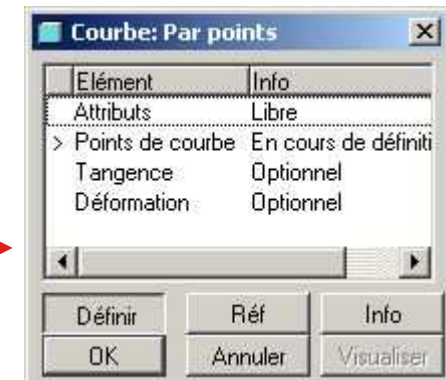 Courbe: Par points
Elément Info
Attributs Libre
> Points de courbe En cours de définiti
Tangence Optionnel
Déformation Optionnel
Définir Réf Info
OK Annuler Visualiser